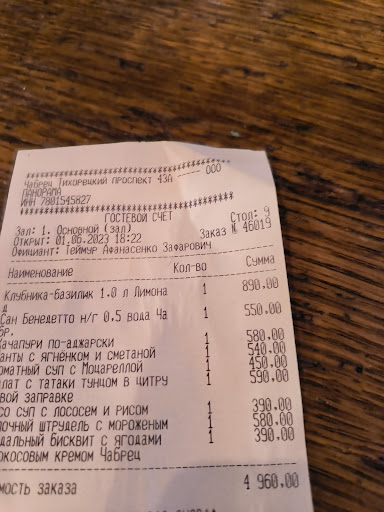 ************************************
Чабрец Тихорецкий проспект 43А ---- ООО
ПАНОРАМА
ИНН 7801545827
************************************
ГОСТЕВОЙ СЧЕТ
Зал: 1. Основной (зал) Стол: 9
Открыт: 01.06.2023 18:22 Заказ № 46019
Официант: Теймур Афанасенко Зафарович
Наименование Кол-во Сумма
Клубника-базилик 1.0 л Лимона 1 890.00
д
Сан Бенедетто н/г 0,5 вода Ча 1 550.00
бр.
Хачапури по-аджарски 1 580.00
анты с ягнёнком и сметаной 1 540.00
оматный суп с Моцареллой 1 450.00
лат с татаки тунцом в цитру 1 590.00
вой заправке
со суп с лососем и рисом 1 390.00
лочный штрудель с мороженым 1 580.00
дальный бисквит с ягодами 1 390.00
окосовым кремом Чабрец
мость заказа 4 960.00